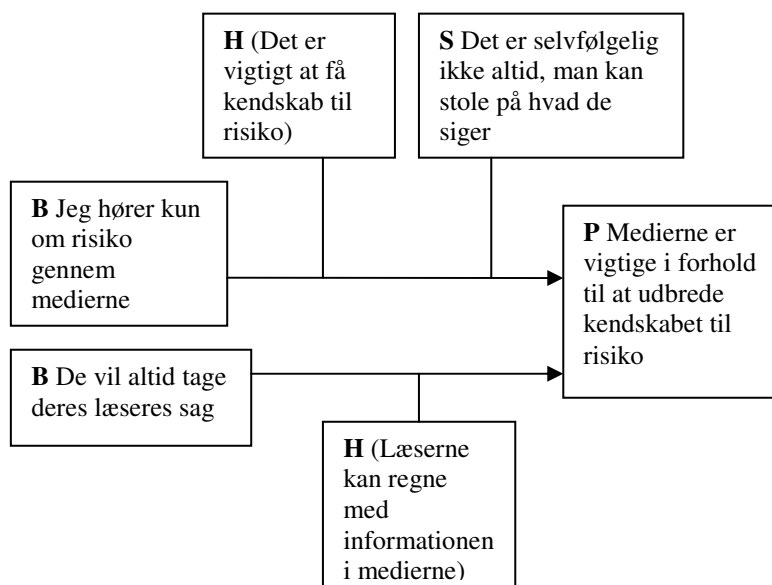 H (Det er
vigtigt at få
kendskab til
risiko)
S Det er selvfølgelig
ikke altid, man kan
stole på hvad de
siger
B Jeg hører kun
om risiko
gennem
medierne
P Medierne er
vigtige i forhold
til at udbrede
kendskabet til
risiko
B De vil altid tage
deres læseres sag
H (Læserne
kan regne
med
informationen
i medierne)